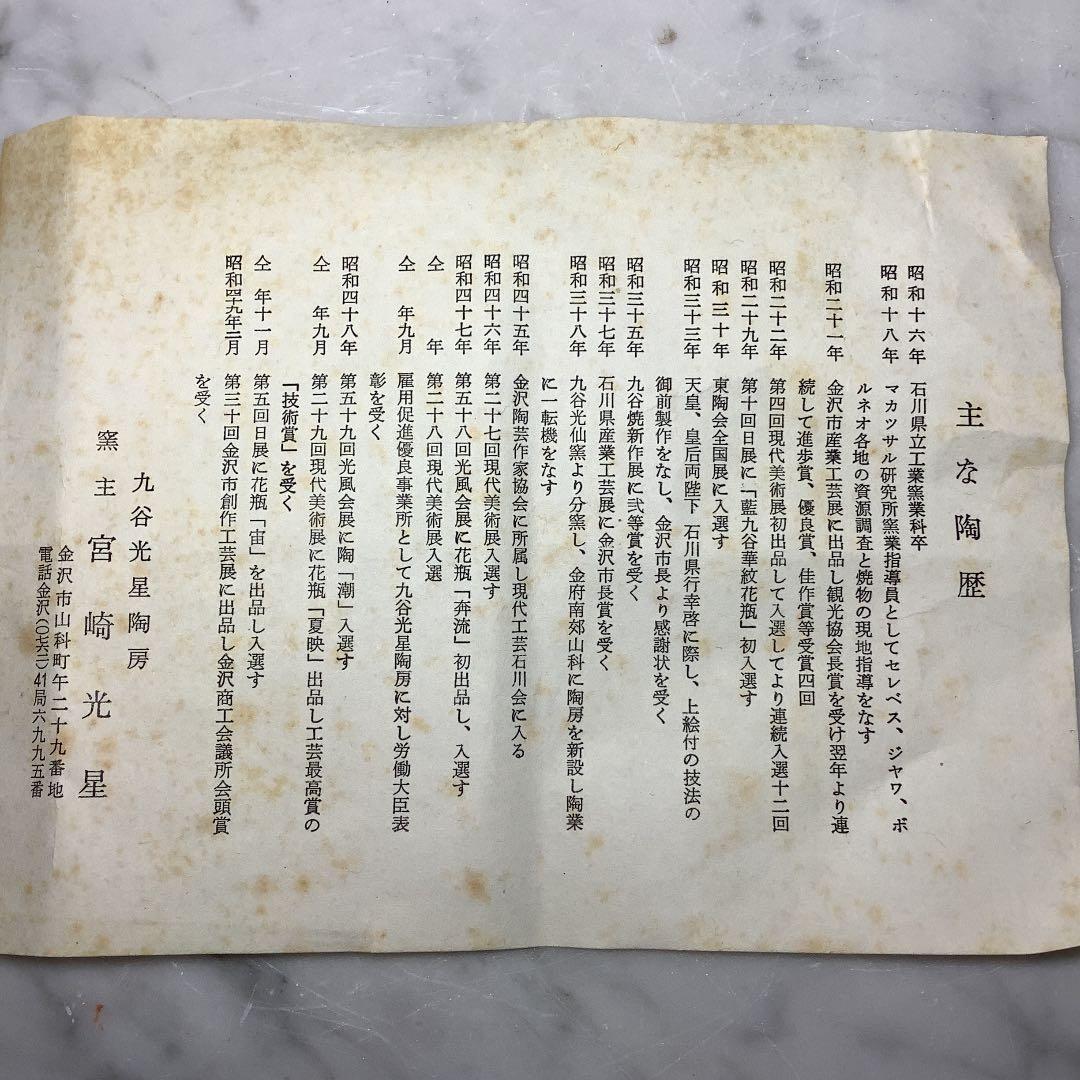 主な陶歴
昭和十六年　石川県立工業窯業科卒
昭和十八年　マカッサル研究所窯業指導員としてセレベス、ジャワ、ボ
ルネオ各地の資源調査と焼物の現地指導をなす
昭和二十一年　金沢市産業工芸展に出品し観光協会長賞を受け翌年より連
続して進歩賞、優良賞、佳作賞等受賞四回
昭和二十二年　第四回現代美術展初出品して入選してより連続入選十二回
昭和二十九年　第十回日展に「藍九谷華紋花瓶」初入選す
昭和三十年　東陶会全国展に入選す
昭和三十三年　天皇、皇后両陛下　石川県行幸啓に際し、上絵付の技法の
御前製作をなし、金沢市長より感謝状を受く
昭和三十五年　九谷焼新作展に弐等賞を受く
昭和三十七年　石川県産業工芸展に金沢市長賞を受く
昭和三十八年　九谷光仙窯より分窯し、金府南郊山科に陶房を新設し陶業
に一転機をなす
昭和四十五年　金沢陶芸作家協会に所属し現代工芸石川会に入る
昭和四十六年　第二十七回現代美術展入選す
昭和四十七年　第五十八回光風会展に花瓶「奔流」初出品し、入選す
仝　年　第二十八回現代美術展入選
仝　年九月　雇用促進優良事業所として九谷光星陶房に対し労働大臣表
彰を受く
昭和四十八年　第五十九回光風会展に陶「潮」入選す
仝　年九月　第二十九回現代美術展に花瓶「夏映」出品し工芸最高賞の
「技術賞」を受く
仝　年十一月　第五回日展に花瓶「宙」を出品し入選す
昭和四十九年二月　第三十回金沢市創作工芸展に出品し金沢商工会議所会頭賞
を受く
九谷光星陶房
窯主　宮崎光星
金沢市山科町午二十九番地
電話金沢(〇七六二)41局六九九五番